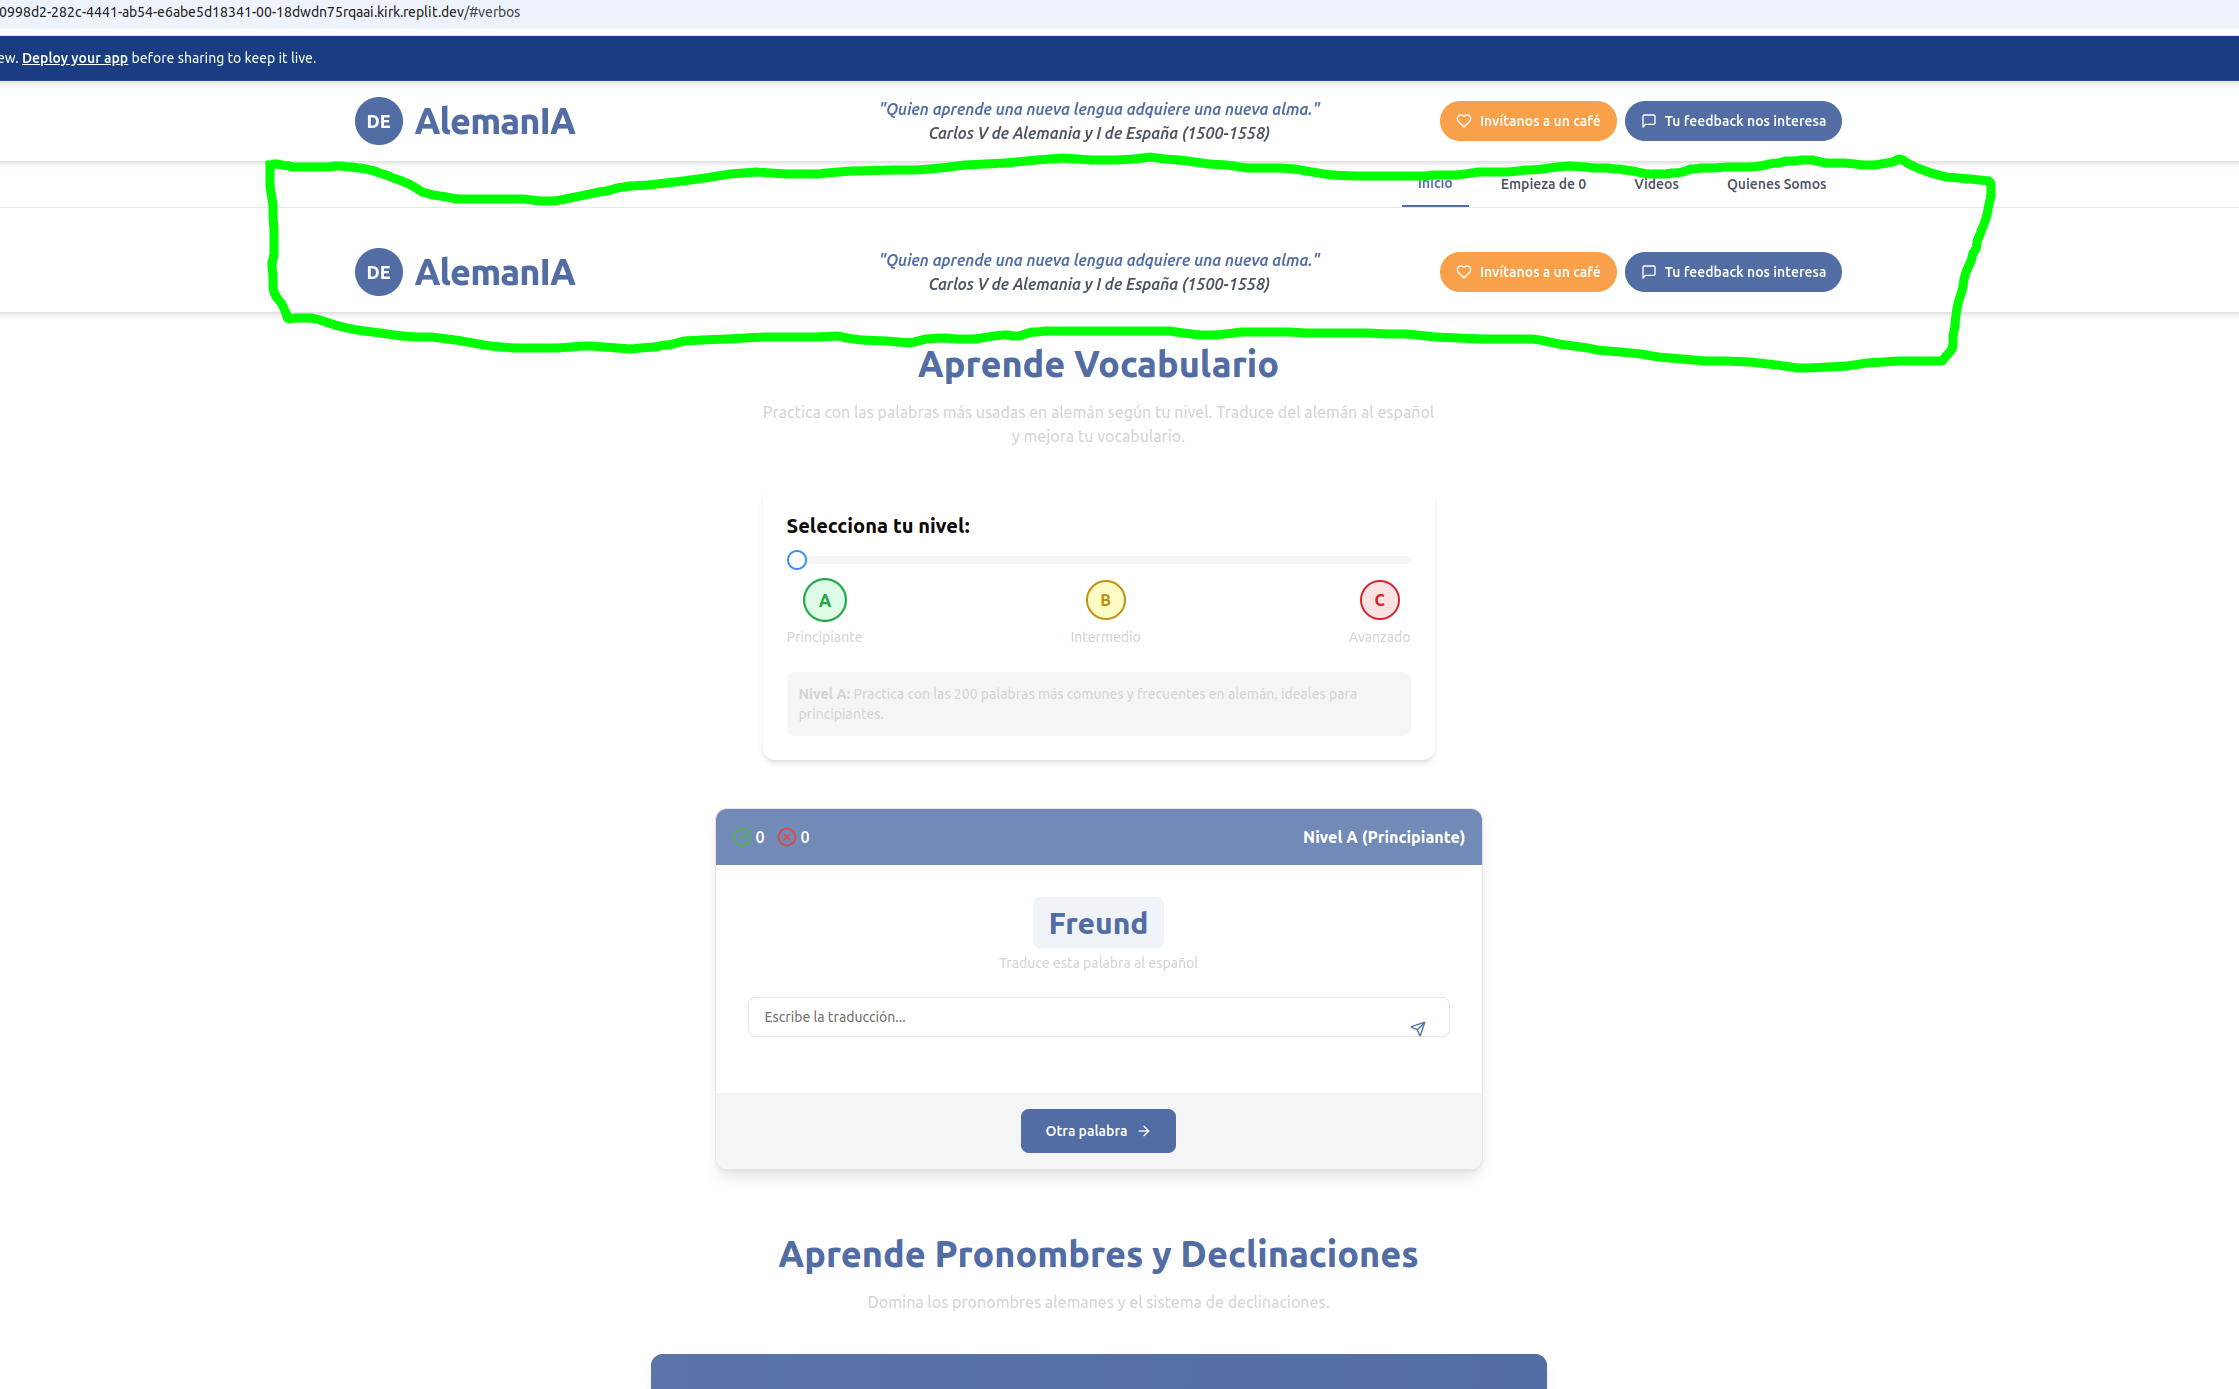 0998d2-282c-4441-ab54-e6abe5d18341-00-18dwdn75rqaai.kirk.replit.dev/#verbos
ew. Deploy your app before sharing to keep it live.
DE AlemanIA
"Quien aprende una nueva lengua adquiere una nueva alma."
Carlos V de Alemania y I de España (1500-1558)
Invítanos a un café
Tu feedback nos interesa
Inicio Empieza de 0 Videos Quienes Somos
DE AlemanIA
"Quien aprende una nueva lengua adquiere una nueva alma."
Carlos V de Alemania y I de España (1500-1558)
Invítanos a un café
Tu feedback nos interesa
Aprende Vocabulario
Practica con las palabras más usadas en alemán según tu nivel. Traduce del alemán al español
y mejora tu vocabulario.
Selecciona tu nivel:
A B C
Principiante Intermedio Avanzado
Nivel A: Practica con las 200 palabras más comunes y frecuentes en alemán, ideales para
principiantes.
0 0 Nivel A (Principiante)
Freund
Traduce esta palabra al español
Escribe la traducción...
Otra palabra
Aprende Pronombres y Declinaciones
Domina los pronombres alemanes y el sistema de declinaciones.